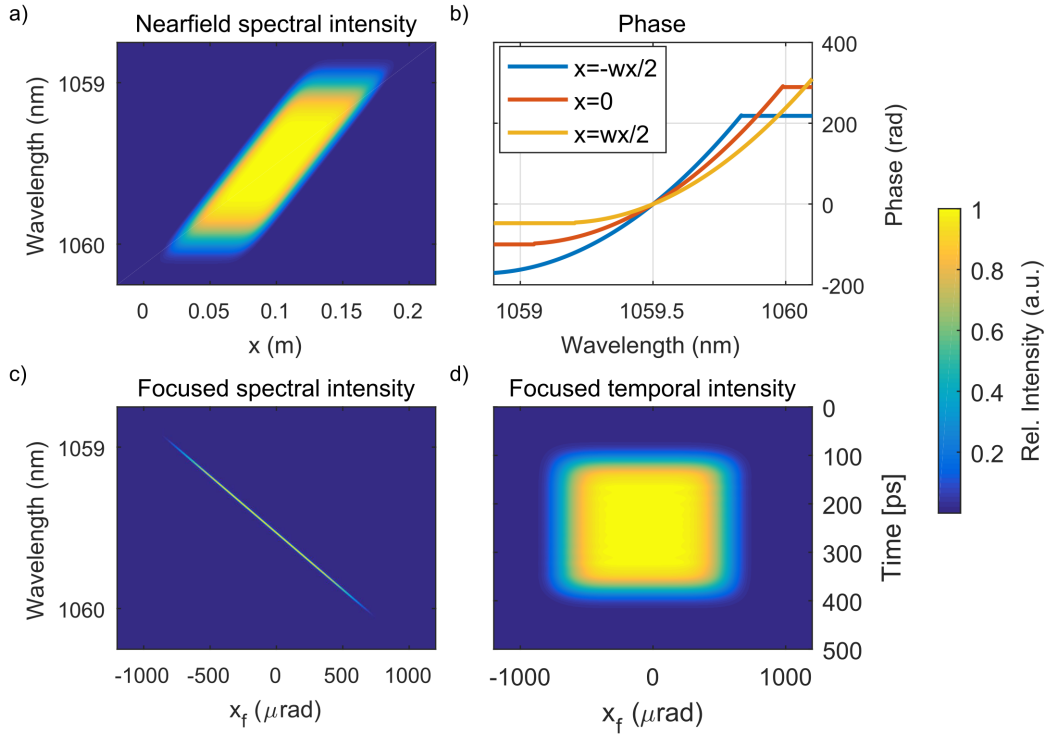 a)
Nearfield spectral intensity
Wavelength (nm)
1059
1060
0
0.05
0.1
0.15
0.2
x (m)
b)
Phase
x=-wx/2
x=0
x=wx/2
400
200
0
-200
Phase (rad)
1059
1059.5
1060
Wavelength (nm)
c)
Focused spectral intensity
Wavelength (nm)
1059
1060
-1000
-500
0
500
1000
x_f (μrad)
d)
Focused temporal intensity
0
100
200
300
400
500
Time [ps]
-1000
0
1000
x_f (μrad)
1
0.8
0.6
0.4
0.2
Rel. Intensity (a.u.)